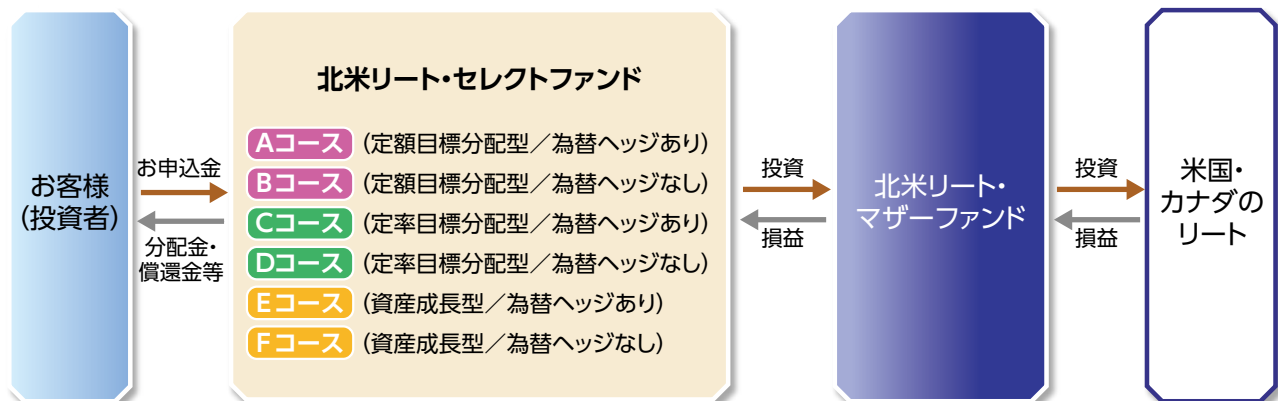 お客様
(投資者)
お申込金
分配金・
償還金等
北米リート・セレクトファンド
Aコース (定額目標分配型／為替ヘッジあり)
Bコース (定額目標分配型／為替ヘッジなし)
Cコース (定率目標分配型／為替ヘッジあり)
Dコース (定率目標分配型／為替ヘッジなし)
Eコース (資産成長型／為替ヘッジあり)
Fコース (資産成長型／為替ヘッジなし)
投資
損益
北米リート・
マザーファンド
投資
損益
米国・
カナダの
リート